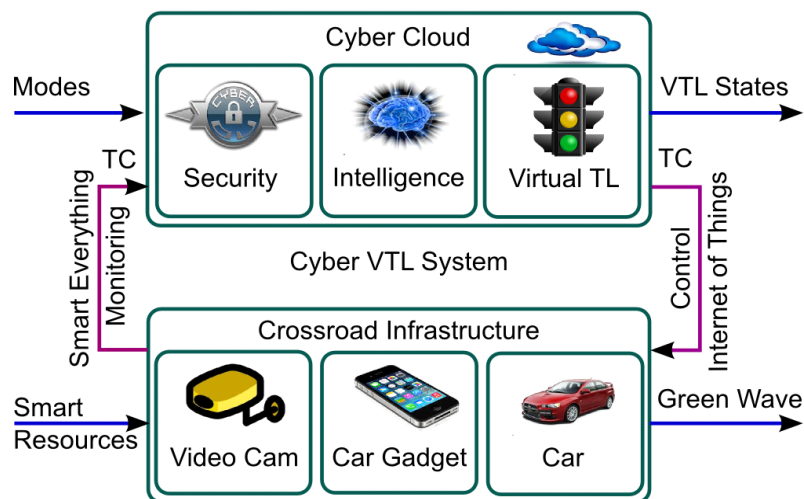 Cyber Cloud
Modes
VTL States
CYBER
TC
TC
Security
Intelligence
Virtual TL
Smart Everything
Monitoring
Cyber VTL System
Control
Internet of Things
Crossroad Infrastructure
Smart
Resources
Green Wave
Video Cam
Car Gadget
Car